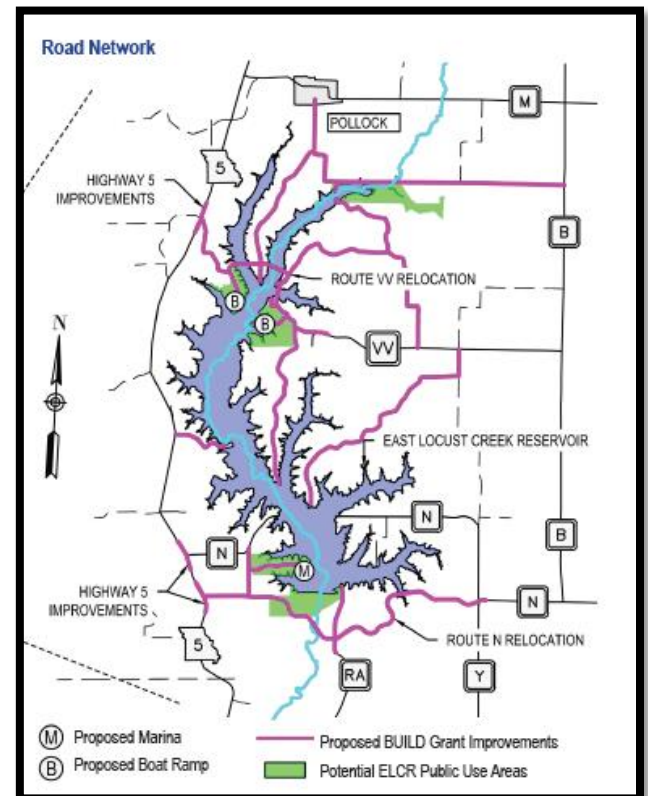 Road Network
M
POLLOCK
5
HIGHWAY 5
IMPROVEMENTS
B
ROUTE VV RELOCATION
B
B
N
VV
EAST LOCUST CREEK RESERVOIR
N
B
N
M
HIGHWAY 5
IMPROVEMENTS
N
5
ROUTE N RELOCATION
RA
Y
M Proposed Marina
Proposed BUILD Grant Improvements
B Proposed Boat Ramp
Potential ELCR Public Use Areas